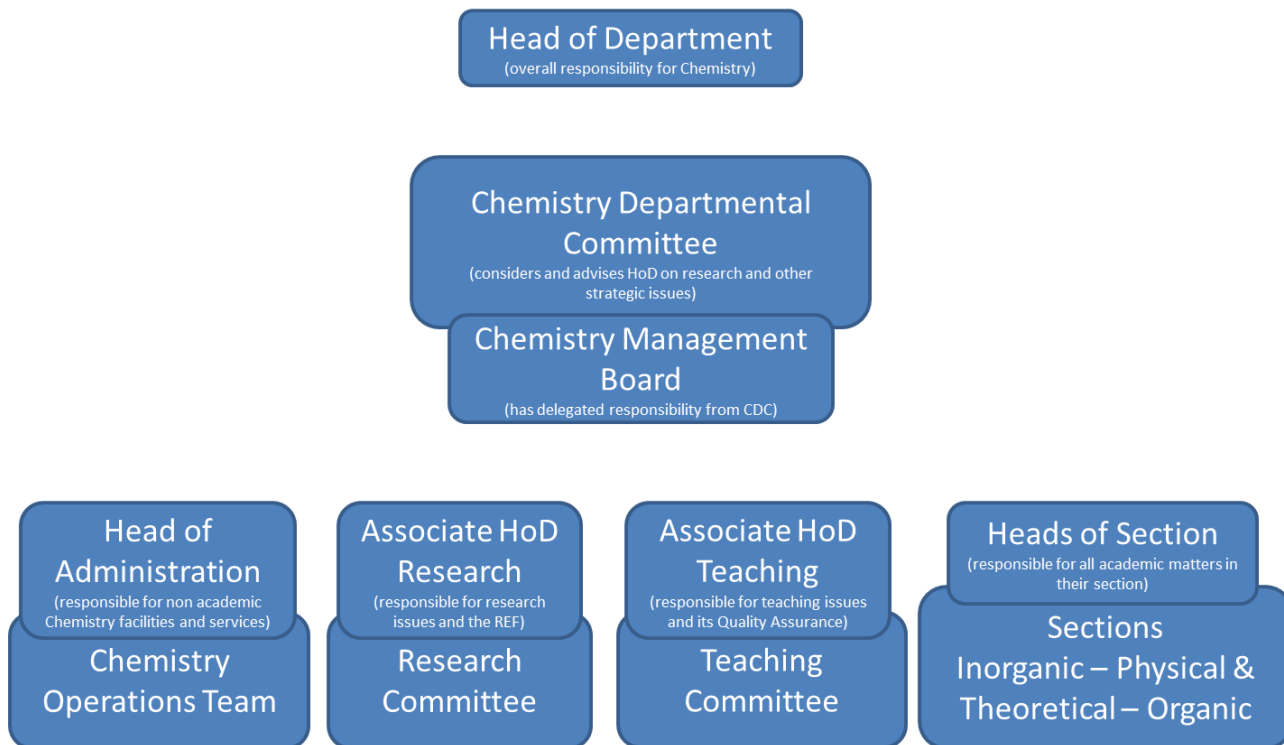 Head of Department
(overall responsibility for Chemistry)
Chemistry Departmental
Committee
(considers and advises HoD on research and other
strategic issues)
Chemistry Management
Board
(has delegated responsibility from CDC)
Head of
Administration
(responsible for non academic
Chemistry facilities and services)
Chemistry
Operations Team
Associate HoD
Research
(responsible for research
issues and the REF)
Research
Committee
Associate HoD
Teaching
(responsible for teaching issues
and its Quality Assurance)
Teaching
Committee
Heads of Section
(responsible for all academic matters in
their section)
Sections
Inorganic – Physical &
Theoretical – Organic